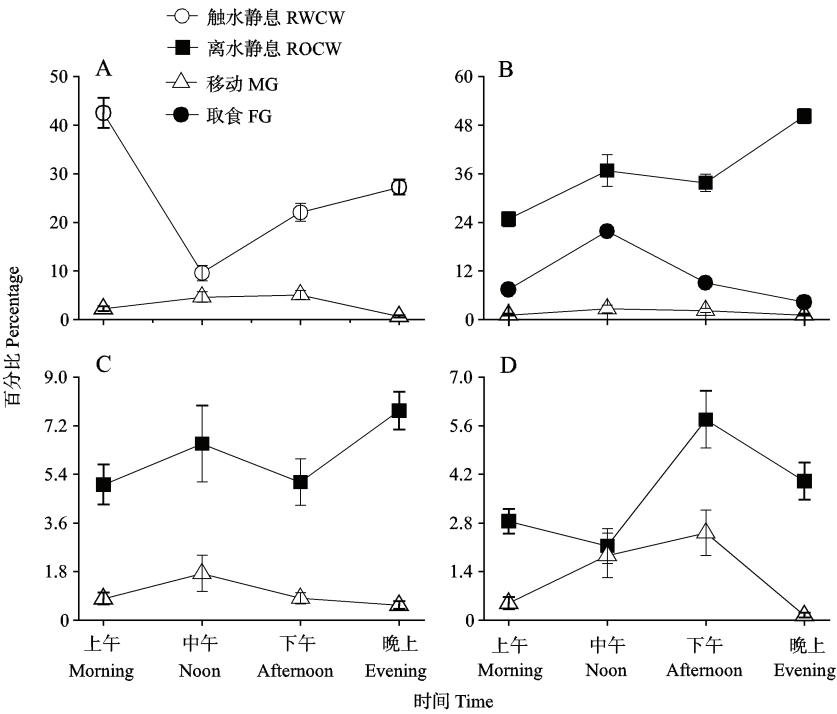 触水静息 RWCW
离水静息 ROCW
移动 MG
取食 FG
A
50
40
30
20
10
0
B
60
48
36
24
12
0
百分比 Percentage
C
9.0
7.2
5.4
3.6
1.8
0
D
7.0
5.6
4.2
2.8
1.4
0
上午 中午 下午 晚上
Morning Noon Afternoon Evening
上午 中午 下午 晚上
Morning Noon Afternoon Evening
时间 Time